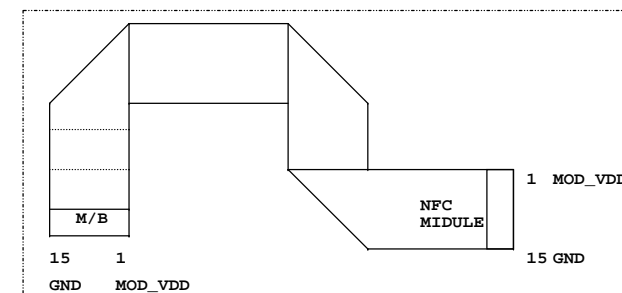 1 MOD_VDD
NFC
MIDULE
M/B
15 GND
15 1
GND MOD_VDD